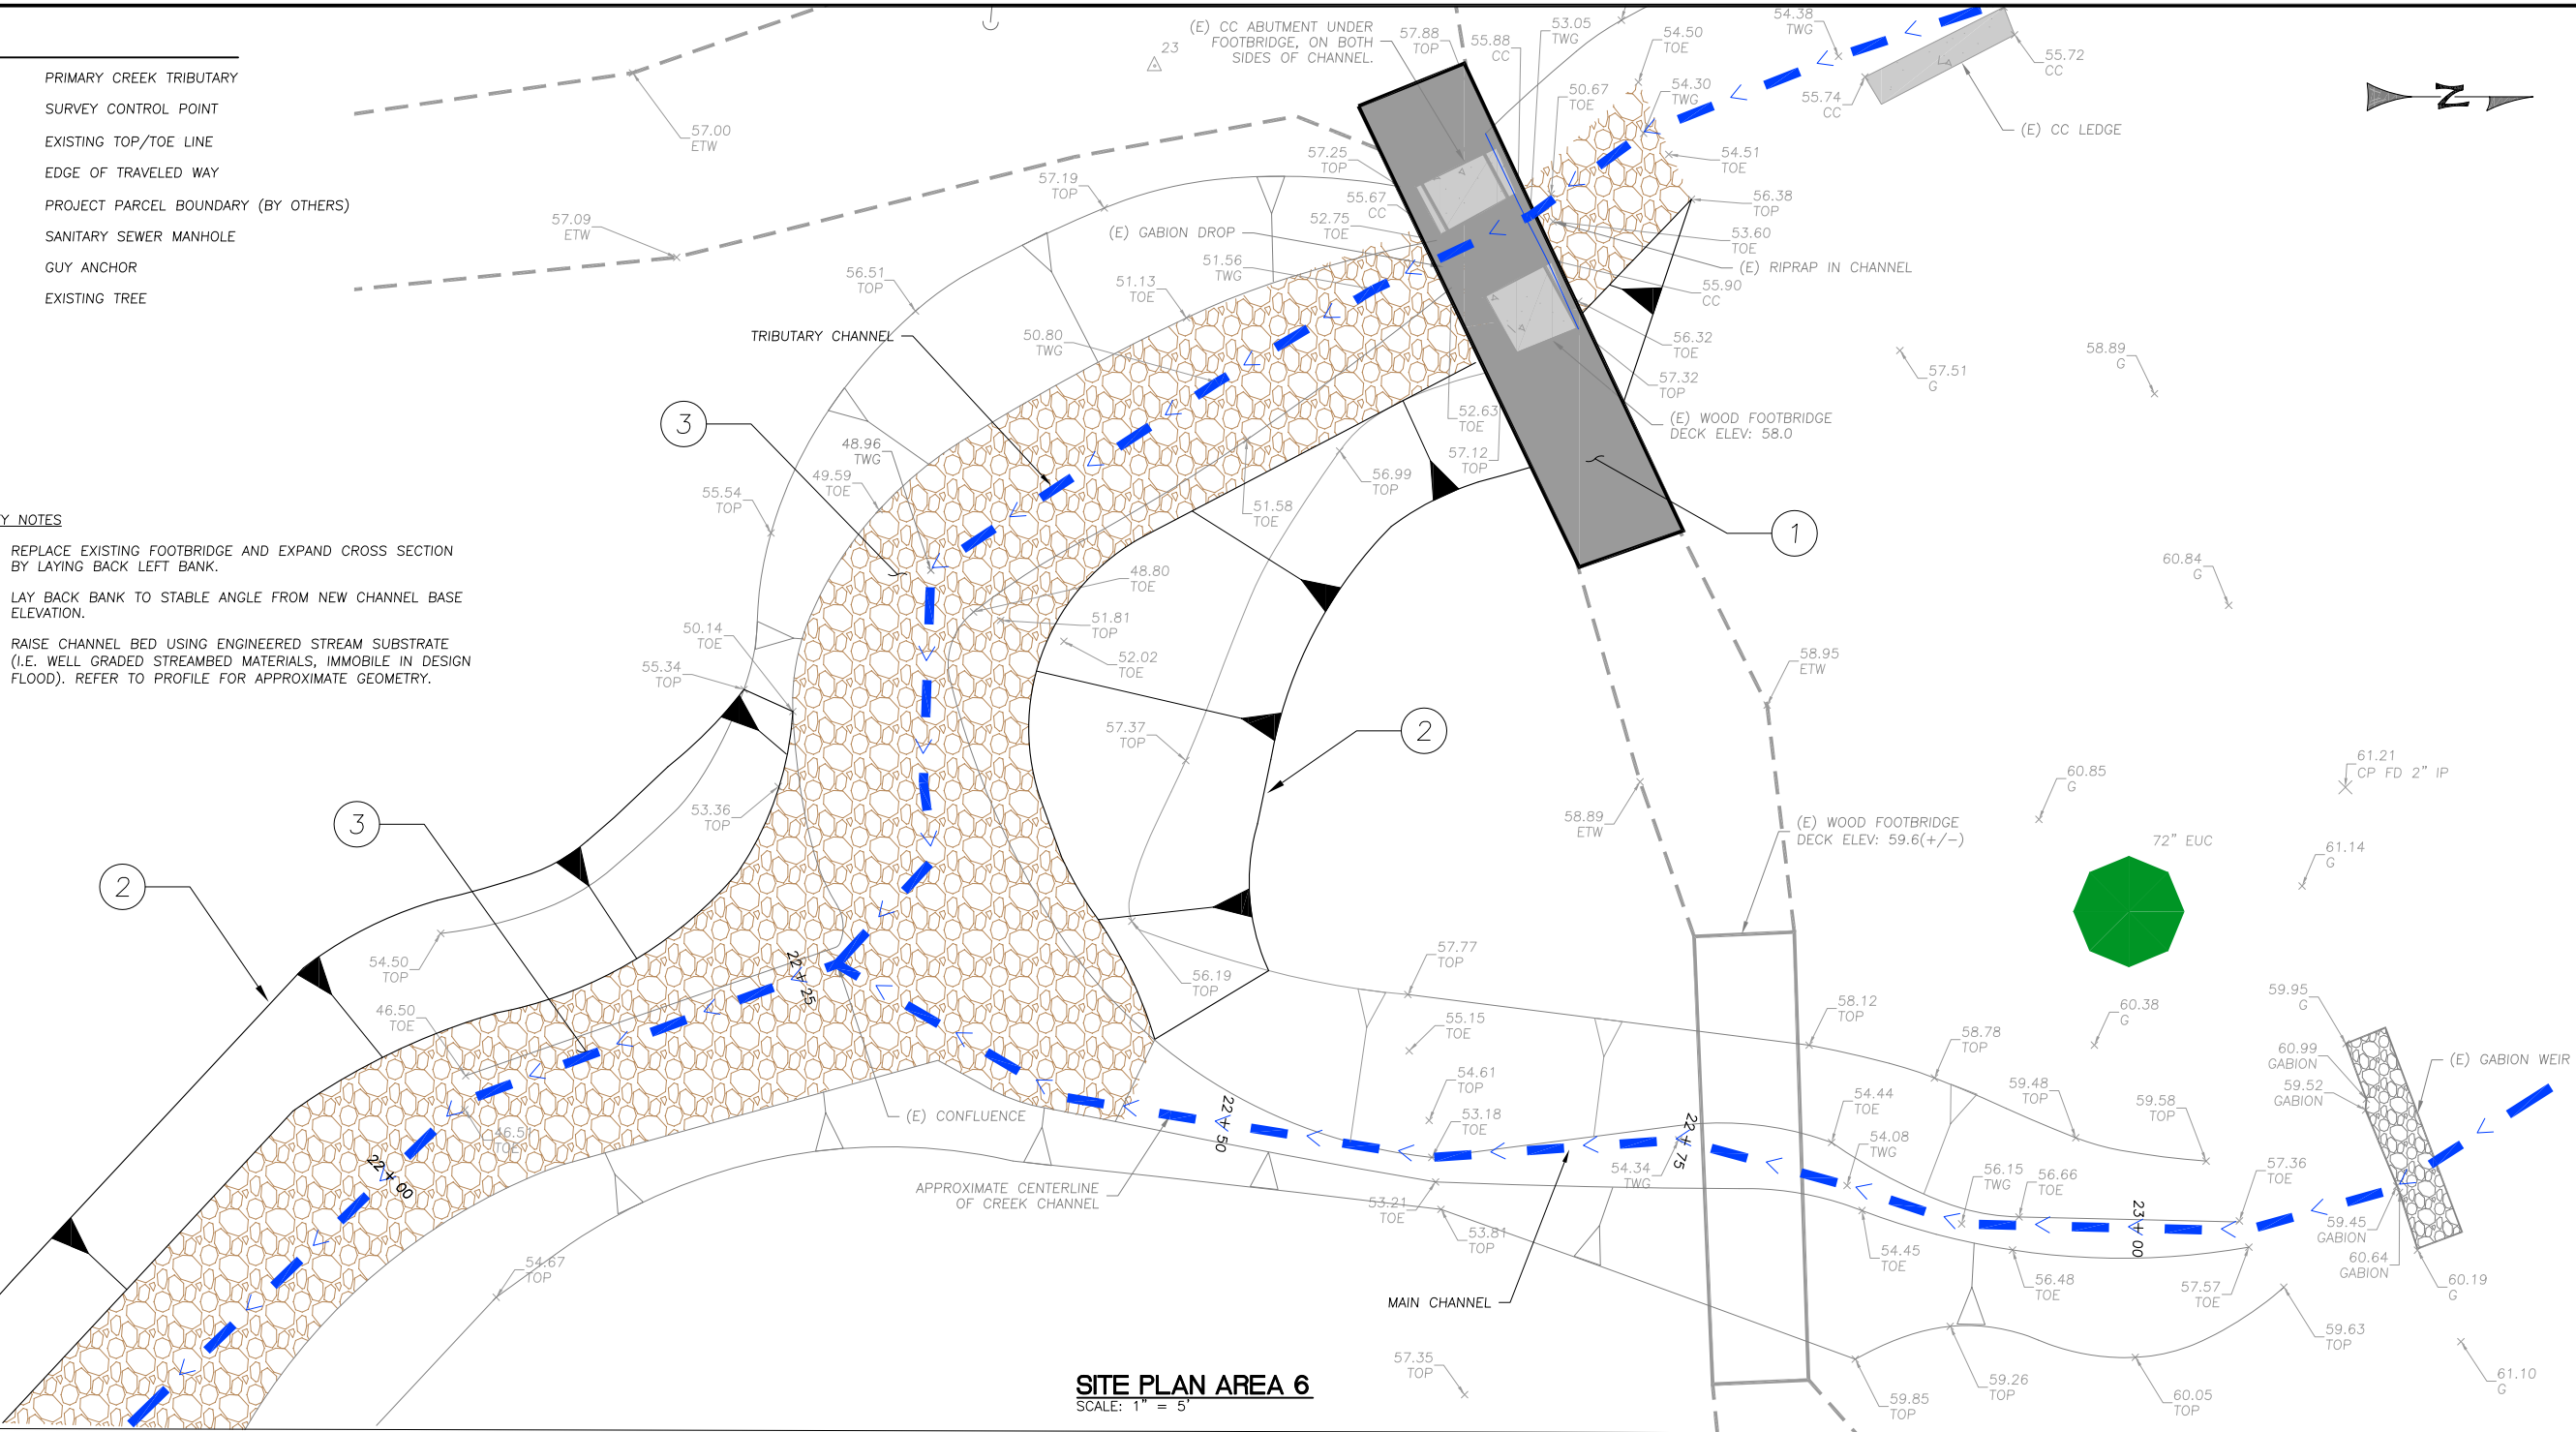 PRIMARY CREEK TRIBUTARY
SURVEY CONTROL POINT
EXISTING TOP/TOE LINE
EDGE OF TRAVELED WAY
PROJECT PARCEL BOUNDARY (BY OTHERS)
SANITARY SEWER MANHOLE
GUY ANCHOR
EXISTING TREE
Y NOTES
REPLACE EXISTING FOOTBRIDGE AND EXPAND CROSS SECTION
BY LAYING BACK LEFT BANK.
LAY BACK BANK TO STABLE ANGLE FROM NEW CHANNEL BASE
ELEVATION.
RAISE CHANNEL BED USING ENGINEERED STREAM SUBSTRATE
(I.E. WELL GRADED STREAMBED MATERIALS, IMMOBILE IN DESIGN
FLOOD). REFER TO PROFILE FOR APPROXIMATE GEOMETRY.
57.00
ETW
57.09
ETW
23
(E) CC ABUTMENT UNDER
FOOTBRIDGE, ON BOTH
SIDES OF CHANNEL.
57.88
TOP
55.88
CC
53.05
TWG
54.50
TOE
54.38
TWG
55.72
CC
55.74
CC
(E) CC LEDGE
N
50.67
TOE
54.30
TWG
54.51
TOE
56.38
TOP
53.60
TOE
(E) RIPRAP IN CHANNEL
55.90
CC
56.32
TOE
57.32
TOP
(E) WOOD FOOTBRIDGE
DECK ELEV: 58.0
57.25
TOP
57.19
TOP
55.67
CC
52.75
TOE
(E) GABION DROP
51.56
TWG
51.13
TOE
56.51
TOP
TRIBUTARY CHANNEL
50.80
TWG
52.63
TOE
57.12
TOP
56.99
TOP
51.58
TOE
3
48.96
TWG
49.59
TOE
55.54
TOP
1
57.51
G
58.89
G
60.84
G
48.80
TOE
51.81
TOP
52.02
TOE
50.14
TOE
55.34
TOP
53.36
TOP
57.37
TOP
2
58.95
ETW
58.89
ETW
(E) WOOD FOOTBRIDGE
DECK ELEV: 59.6(+/-)
60.85
G
61.21
CP FD 2" IP
72" EUC
61.14
G
3
2
54.50
TOP
46.50
TOE
46.51
TOE
22+00
22+25
56.19
TOP
57.77
TOP
55.15
TOE
54.61
TOP
53.18
TOE
22+50
(E) CONFLUENCE
APPROXIMATE CENTERLINE
OF CREEK CHANNEL
53.21
TOE
53.81
TOP
54.34
TWG
22+75
58.12
TOP
58.78
TOP
60.38
G
59.95
G
60.99
GABION
59.52
GABION
(E) GABION WEIR
54.44
TOE
54.08
TWG
59.48
TOP
59.58
TOP
56.15
TWG
56.66
TOE
57.36
TOE
23+00
54.45
TOE
56.48
TOE
57.57
TOE
59.45
GABION
60.64
GABION
60.19
G
54.67
TOP
MAIN CHANNEL
57.35
TOP
59.85
TOP
59.26
TOP
60.05
TOP
59.63
TOP
61.10
G
SITE PLAN AREA 6
SCALE: 1" = 5'